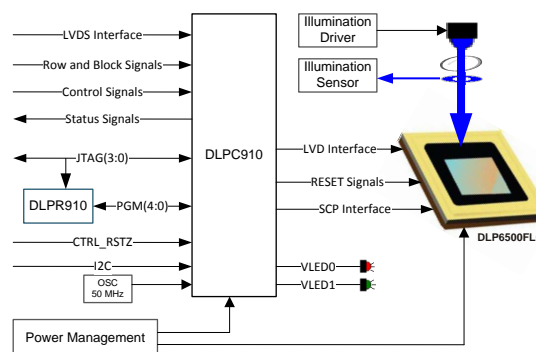 Illumination
Driver
LVDS Interface
Row and Block Signals
Illumination
Sensor
Control Signals
Status Signals
DLPC910
LVD Interface
JTAG(3:0)
RESET Signals
DLPR910
PGM(4:0)
SCP Interface
DLP6500FL
CTRL_RSTZ
I2C
VLED0
OSC
50 MHz
VLED1
Power Management